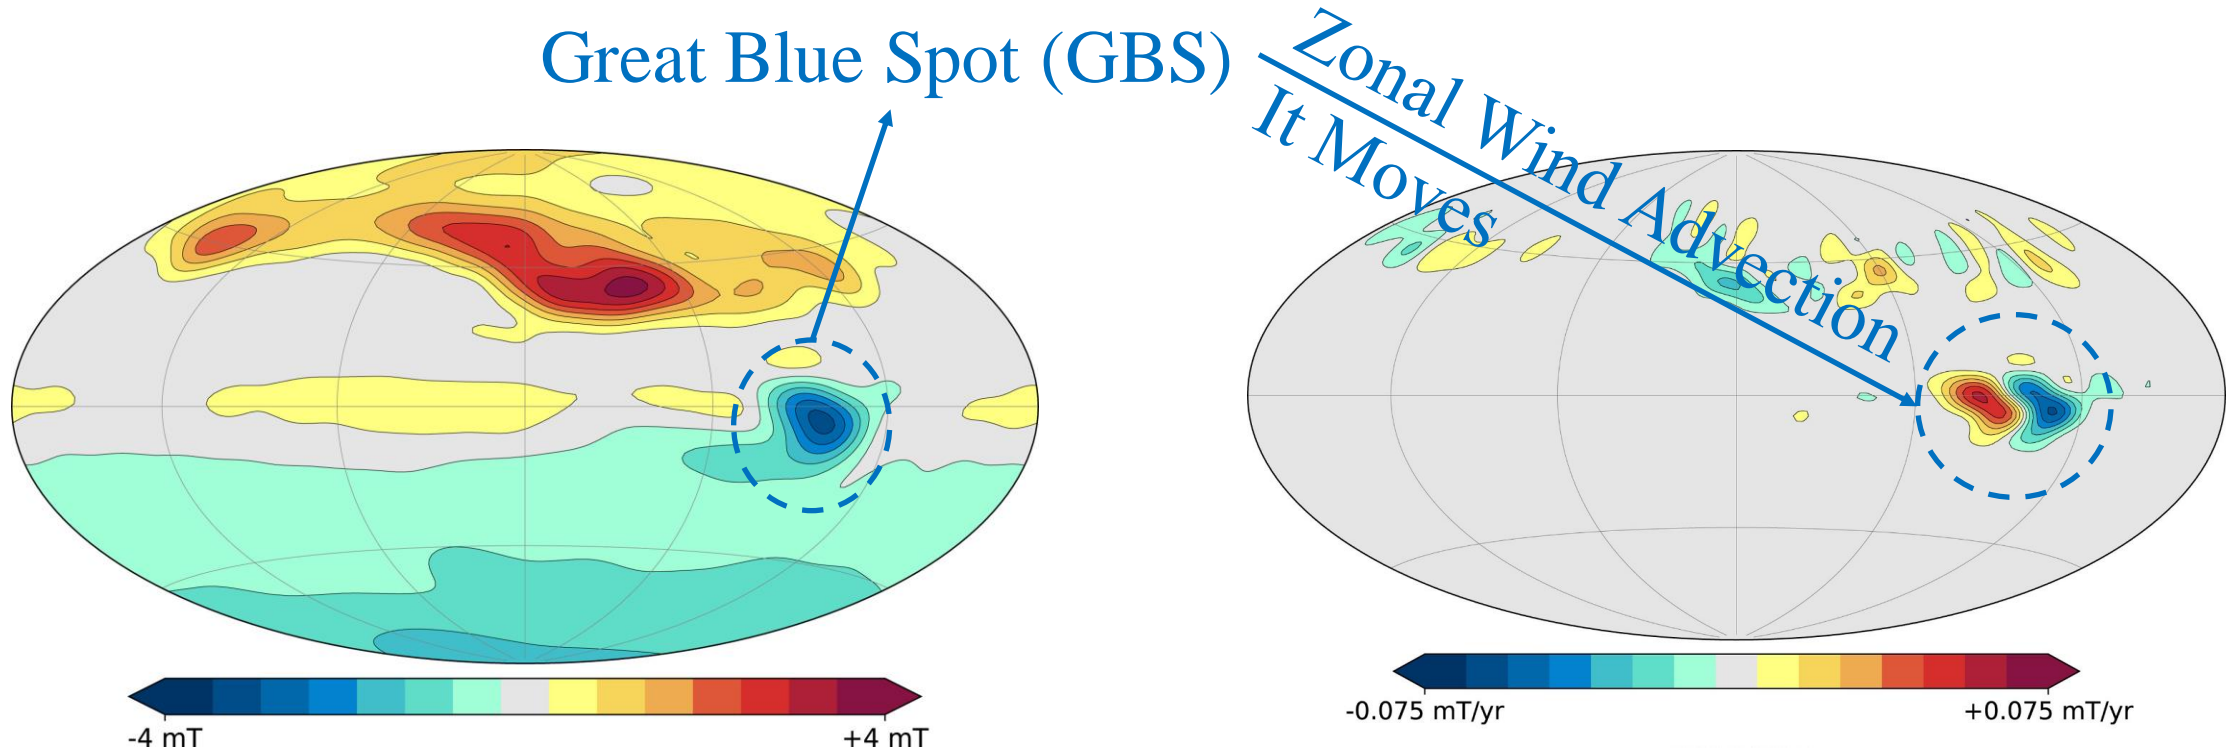 Great Blue Spot (GBS)
Zonal Wind Advection
It Moves
-4 mT
+4 mT
-0.075 mT/yr
+0.075 mT/yr